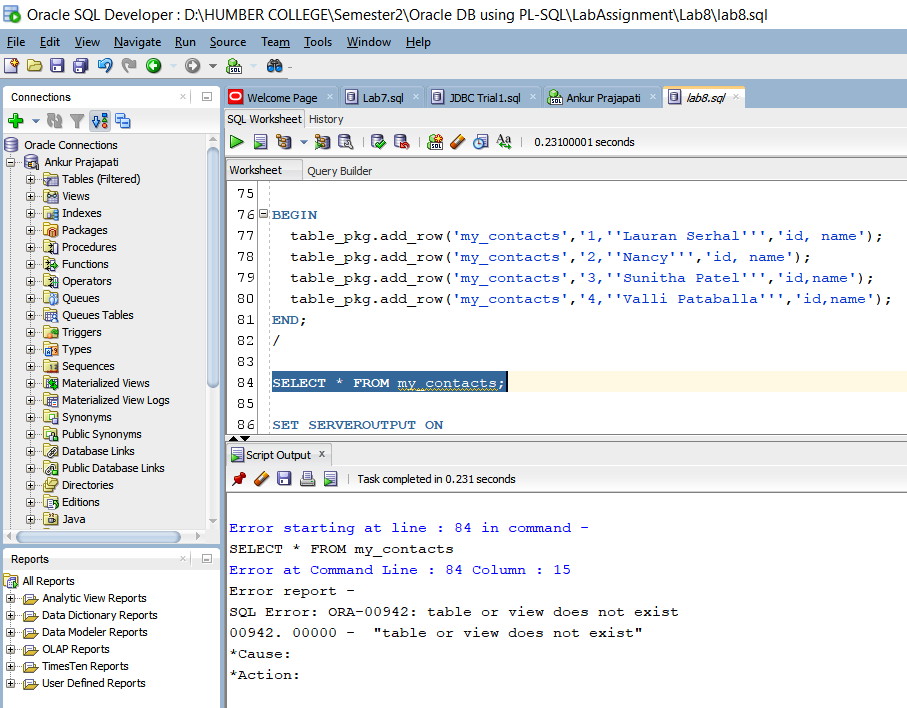 Oracle SQL Developer : D:\HUMBER COLLEGE\Semester2\Oracle DB using PL-SQL\LabAssignment\Lab8\lab8.sql
File Edit View Navigate Run Source Team Tools Window Help
SQL
Connections
Welcome Page Lab7.sql JDBC Trial1.sql Ankur Prajapati lab8.sql
SQL Worksheet History
0.23100001 seconds
Worksheet Query Builder
Oracle Connections
Ankur Prajapati
Tables (Filtered)
Views
Indexes
Packages
Procedures
Functions
Operators
Queues
Queues Tables
Triggers
Types
Sequences
Materialized Views
Materialized View Logs
Synonyms
Public Synonyms
Database Links
Public Database Links
Directories
Editions
Java
Reports
All Reports
Analytic View Reports
Data Dictionary Reports
Data Modeler Reports
OLAP Reports
TimesTen Reports
User Defined Reports
75
76 BEGIN
77 table_pkg.add_row('my_contacts','1,''Lauran Serhal''','id, name');
78 table_pkg.add_row('my_contacts','2,''Nancy''','id, name');
79 table_pkg.add_row('my_contacts','3,''Sunitha Patel''','id,name');
80 table_pkg.add_row('my_contacts','4,''Valli Pataballa''','id,name');
81 END;
82 /
83
84 SELECT * FROM my_contacts;
85
86 SET SERVEROUTPUT ON
Script Output
Task completed in 0.231 seconds
Error starting at line : 84 in command -
SELECT * FROM my_contacts
Error at Command Line : 84 Column : 15
Error report -
SQL Error: ORA-00942: table or view does not exist
00942. 00000 - "table or view does not exist"
*Cause:
*Action: